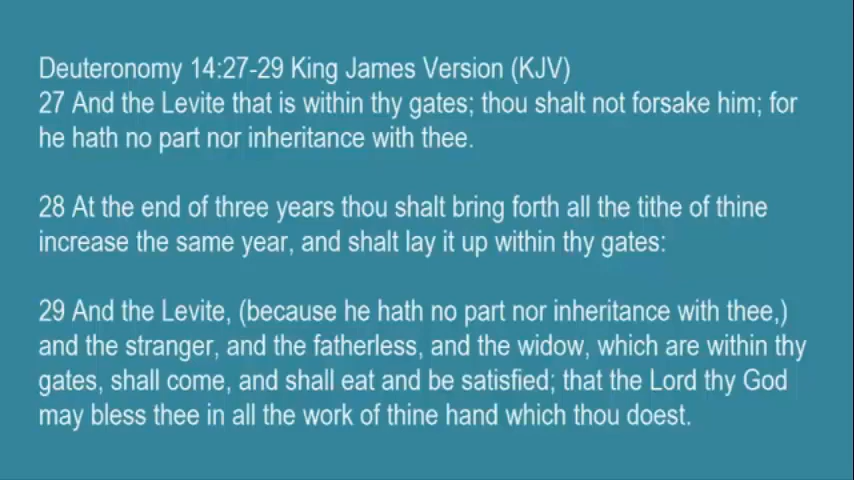 Deuteronomy 14:27-29 King James Version (KJV)
27 And the Levite that is within thy gates; thou shalt not forsake him; for
he hath no part nor inheritance with thee.
28 At the end of three years thou shalt bring forth all the tithe of thine
increase the same year, and shalt lay it up within thy gates:
29 And the Levite, (because he hath no part nor inheritance with thee,)
and the stranger, and the fatherless, and the widow, which are within thy
gates, shall come, and shall eat and be satisfied; that the Lord thy God
may bless thee in all the work of thine hand which thou doest.